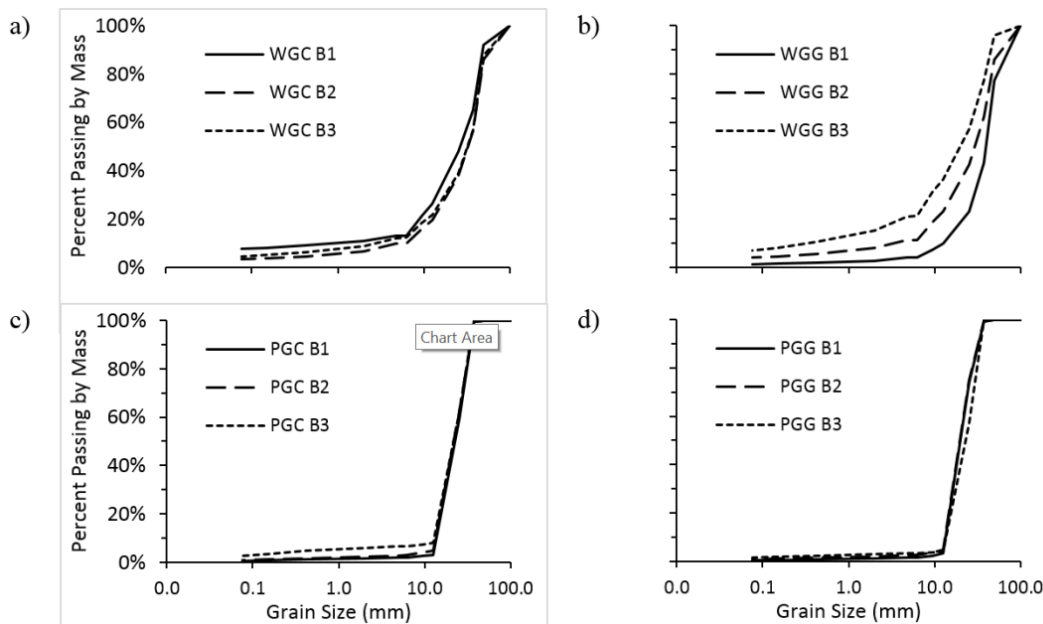 a)
100%
80%
60%
40%
20%
0%
Percent Passing by Mass
WGC B1
WGC B2
WGC B3
b)
WGG B1
WGG B2
WGG B3
c)
100%
80%
60%
40%
20%
0%
Percent Passing by Mass
PGC B1
PGC B2
PGC B3
Chart Area
0.0 0.1 1.0 10.0 100.0
Grain Size (mm)
d)
PGG B1
PGG B2
PGG B3
0.0 0.1 1.0 10.0 100.0
Grain Size (mm)